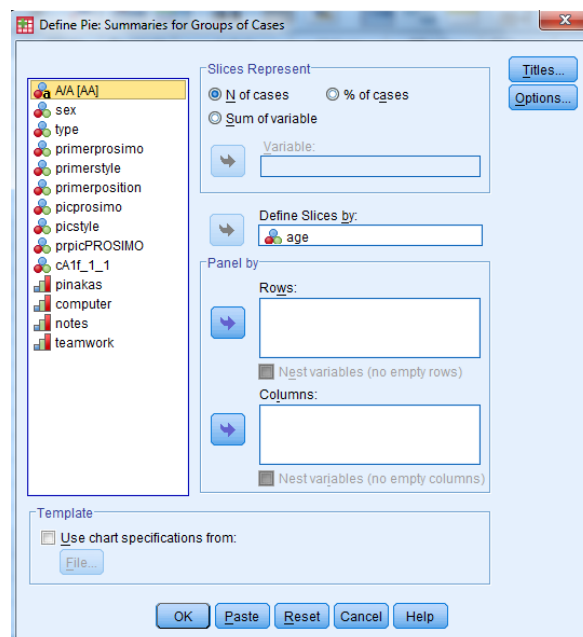 Define Pie: Summaries for Groups of Cases
A/A [AA]
sex
type
primerprosimo
primerstyle
primerposition
picprosimo
picstyle
prpicPROSIMO
cA1f_1_1
pinakas
computer
notes
teamwork
Slices Represent
N of cases % of cases
Sum of variable
Variable:
Define Slices by:
age
Panel by
Rows:
Nest variables (no empty rows)
Columns:
Nest variables (no empty columns)
Titles...
Options...
Template
Use chart specifications from:
File...
OK Paste Reset Cancel Help